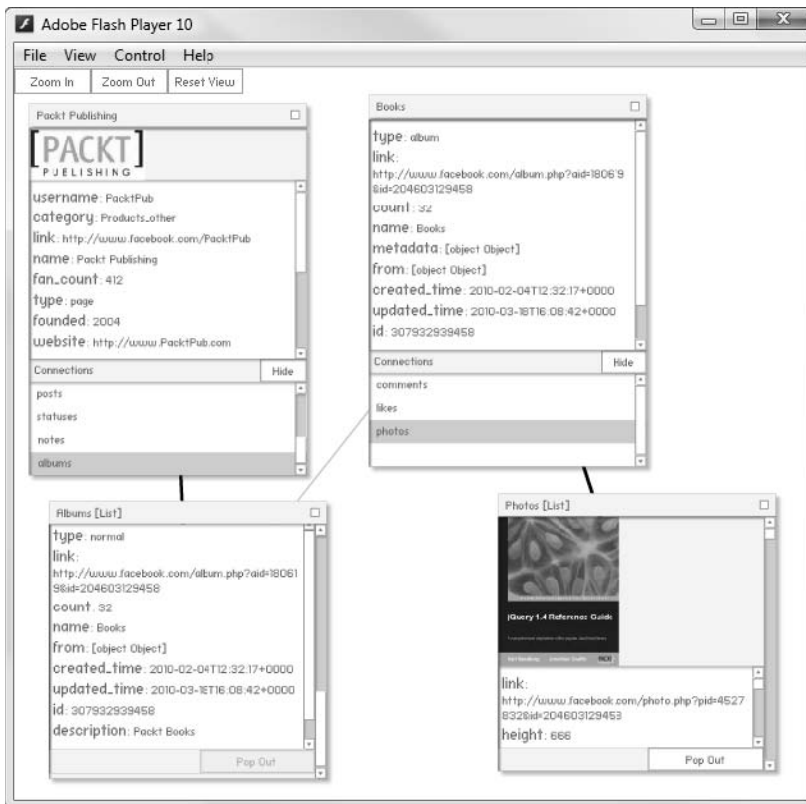 Adobe Flash Player 10
File View Control Help
Zoom In Zoom Out Reset View
Packt Publishing
[PACKT]
PUBLISHING
username: PacktPub
category: Products_other
link: http://www.facebook.com/PacktPub
name: Packt Publishing
fan_count: 412
type: page
founded: 2004
website: http://www.PacktPub.com
Connections Hide
posts
statuses
notes
albums
Books
type: album
link:
http://www.facebook.com/album.php?aid=180619
&id=204603129458
count: 32
name: Books
metadata: [object Object]
from: [object Object]
created_time: 2010-02-04T12:32:17+0000
updated_time: 2010-03-18T16:08:42+0000
id: 307932939458
Connections Hide
comments
likes
photos
Albums [List]
type: normal
link:
http://www.facebook.com/album.php?aid=18061
9&id=204603129458
count: 32
name: Books
from: [object Object]
created_time: 2010-02-04T12:32:17+0000
updated_time: 2010-03-18T16:08:42+0000
id: 307932939458
description: Packt Books
Pop Out
Photos [List]
jQuery 1.4 Reference Guide
PACKT
link:
http://www.facebook.com/photo.php?pid=4527
832&id=204603129458
height: 666
Pop Out